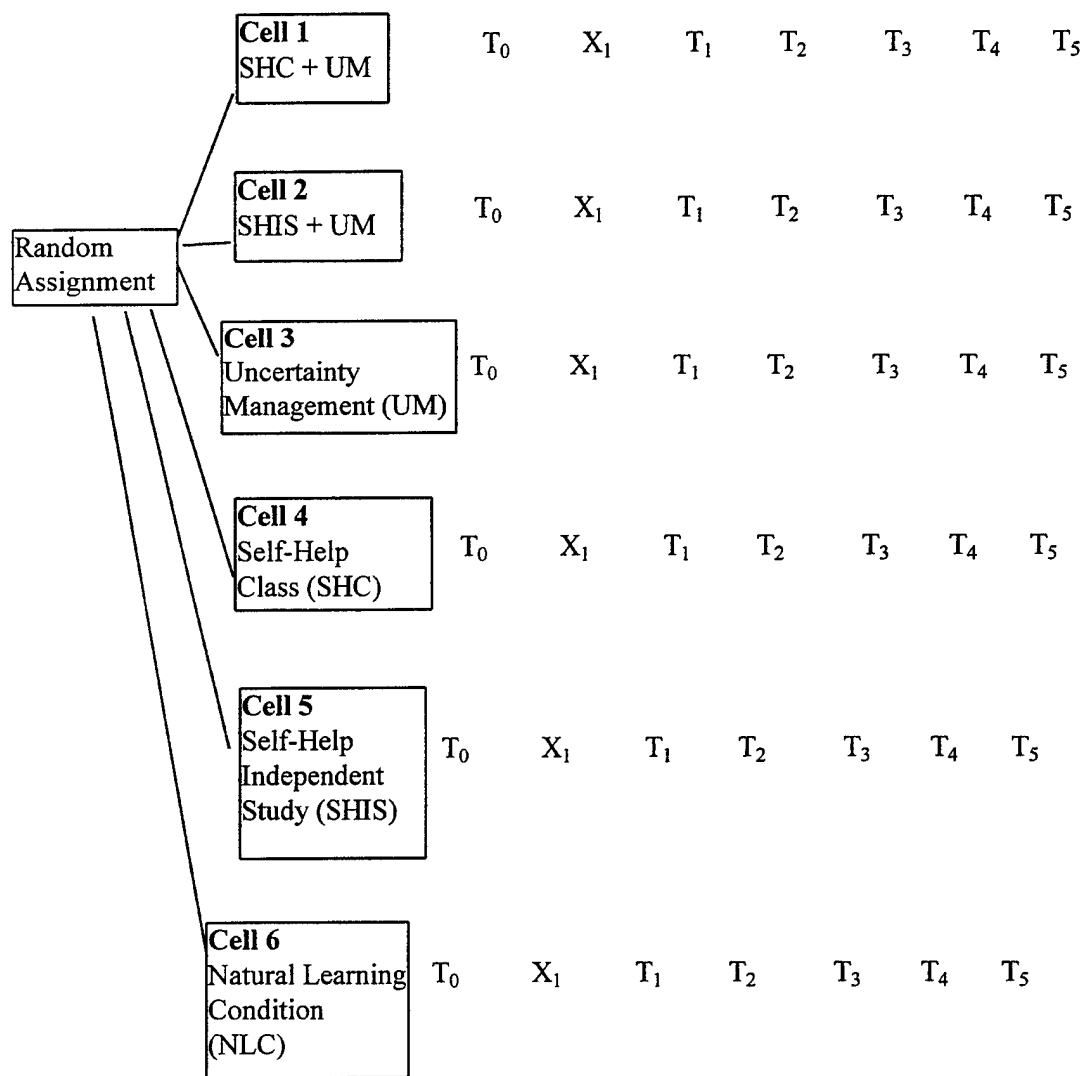 Cell 1
SHC + UM
T₀ X₁ T₁ T₂ T₃ T₄ T₅
Cell 2
SHIS + UM
T₀ X₁ T₁ T₂ T₃ T₄ T₅
Random
Assignment
Cell 3
Uncertainty
Management (UM)
T₀ X₁ T₁ T₂ T₃ T₄ T₅
Cell 4
Self-Help
Class (SHC)
T₀ X₁ T₁ T₂ T₃ T₄ T₅
Cell 5
Self-Help
Independent
Study (SHIS)
T₀ X₁ T₁ T₂ T₃ T₄ T₅
Cell 6
Natural Learning
Condition
(NLC)
T₀ X₁ T₁ T₂ T₃ T₄ T₅